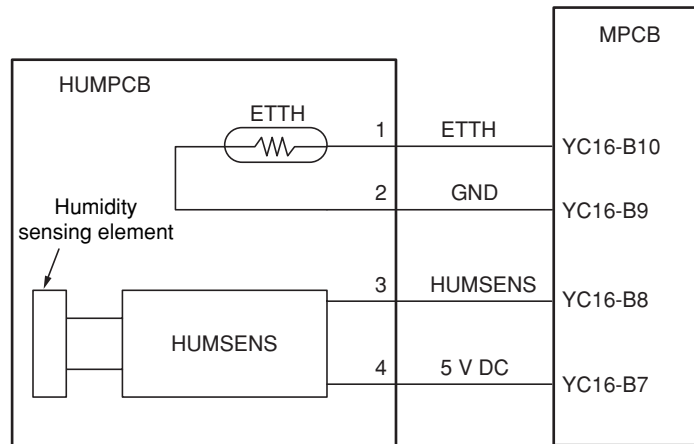 MPCB
HUMPCB
ETTH
1
ETTH
YC16-B10
2
GND
YC16-B9
Humidity
sensing element
3
HUMSENS
YC16-B8
HUMSENS
4
5 V DC
YC16-B7